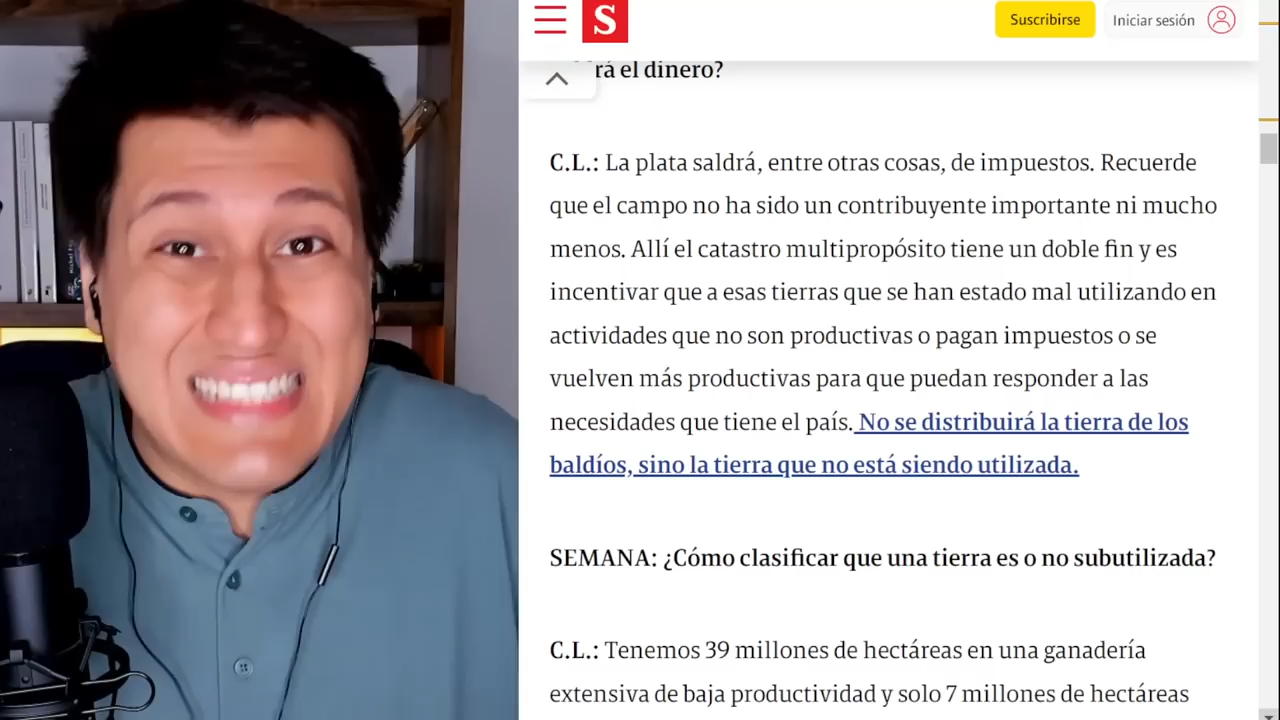 S
Suscribirse
Iniciar sesión
rá el dinero?
C.L.: La plata saldrá, entre otras cosas, de impuestos. Recuerde
que el campo no ha sido un contribuyente importante ni mucho
menos. Allí el catastro multipropósito tiene un doble fin y es
incentivar que a esas tierras que se han estado mal utilizando en
actividades que no son productivas o pagan impuestos o se
vuelven más productivas para que puedan responder a las
necesidades que tiene el país. No se distribuirá la tierra de los
baldíos, sino la tierra que no está siendo utilizada.
SEMANA: ¿Cómo clasificar que una tierra es o no subutilizada?
C.L.: Tenemos 39 millones de hectáreas en una ganadería
extensiva de baja productividad y solo 7 millones de hectáreas